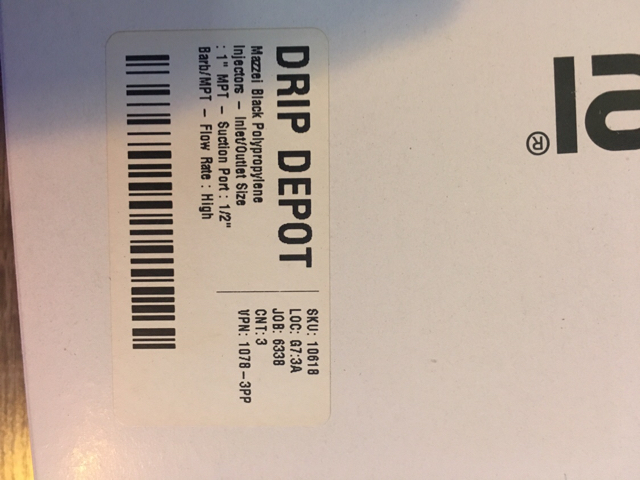 DRIP DEPOT
Mazzei Black Polypropylene
Injectors - Inlet/Outlet Size
: 1" MPT - Suction Port : 1/2"
Barb/MPT - Flow Rate : High
SKU: 10618
LOC: G7:3A
JOB: 6338
CNT: 3
VPN: 1078-3PP
®